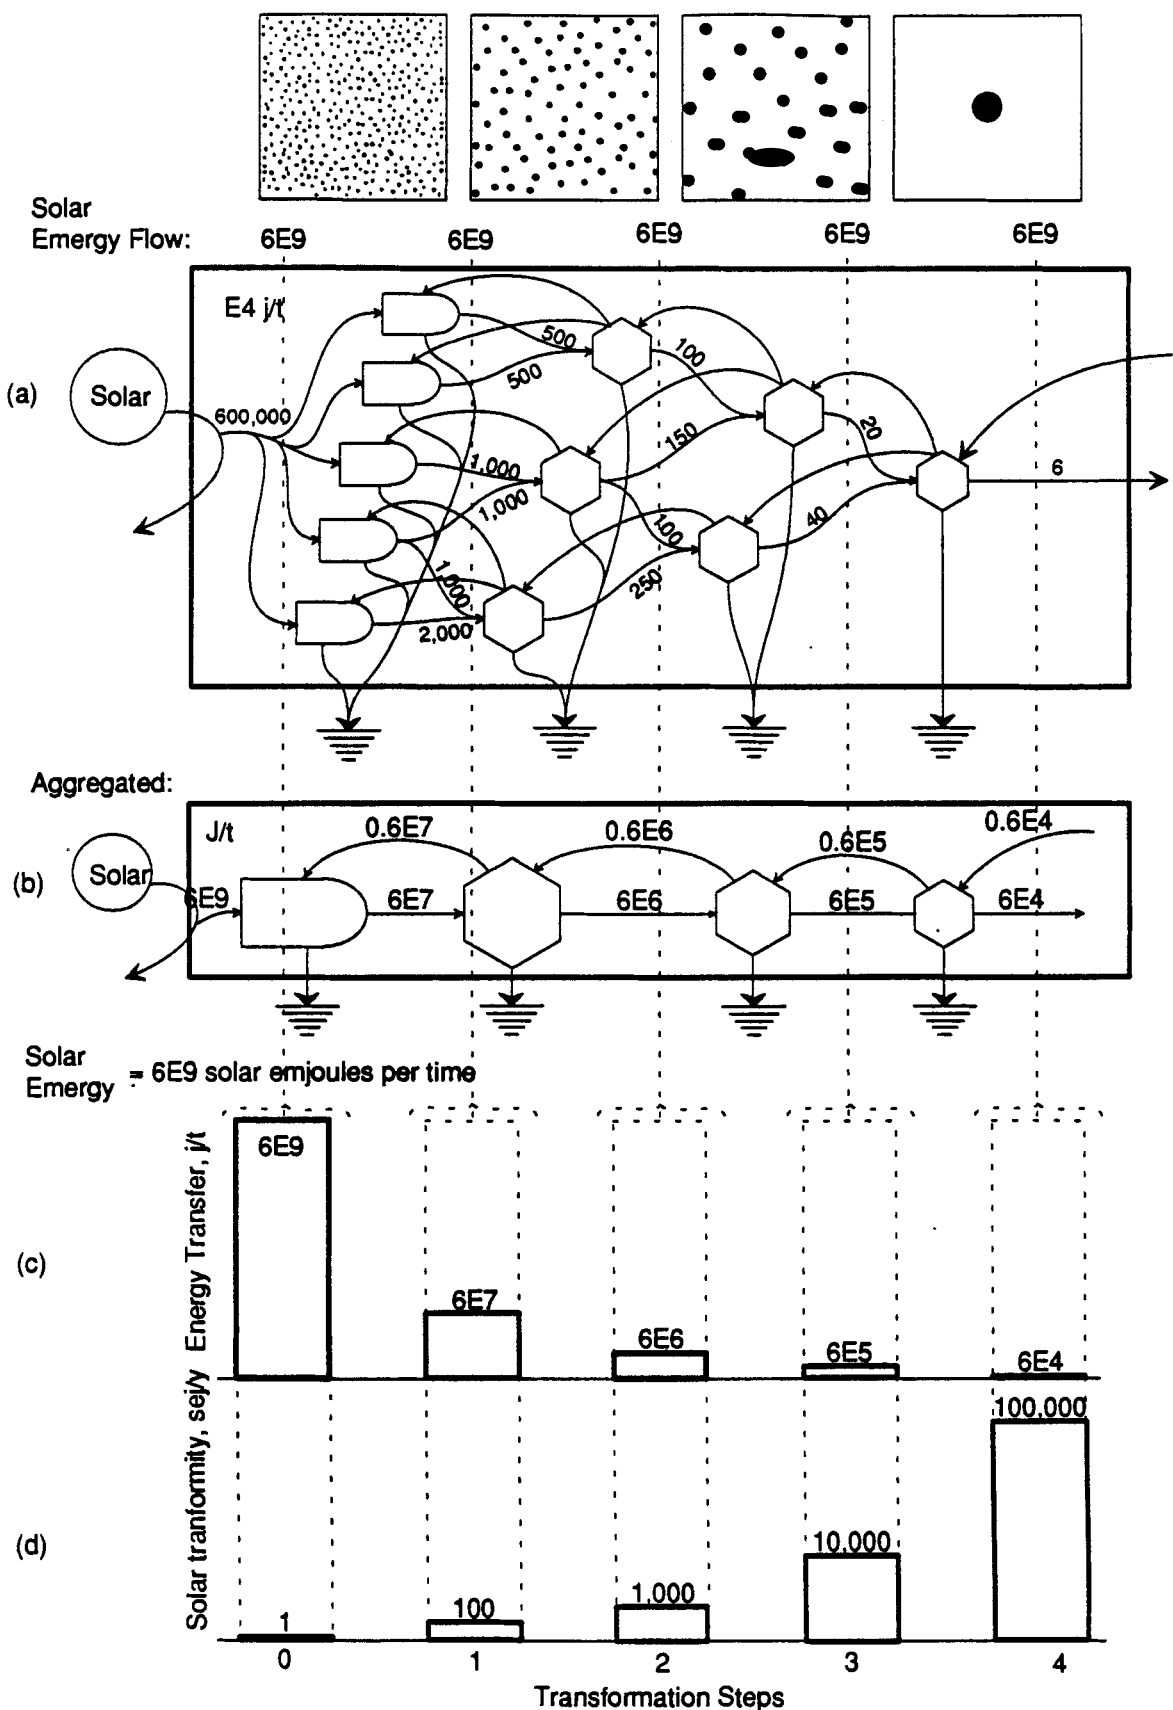 Solar
Emergy Flow:
6E9 6E9 6E9 6E9 6E9
(a)
E4 j/t
Solar
600,000
500
500
1,000
1,000
1,000
2,000
100
150
100
250
20
40
6
Aggregated:
(b)
J/t
Solar
6E9
0.6E7
0.6E6
0.6E5
0.6E4
6E7
6E6
6E5
6E4
Solar
Emergy = 6E9 solar emjoules per time
(c)
Energy Transfer, j/t
6E9
6E7
6E6
6E5
6E4
(d)
Solar tranformity, sej/y
1
100
1,000
10,000
100,000
0 1 2 3 4
Transformation Steps